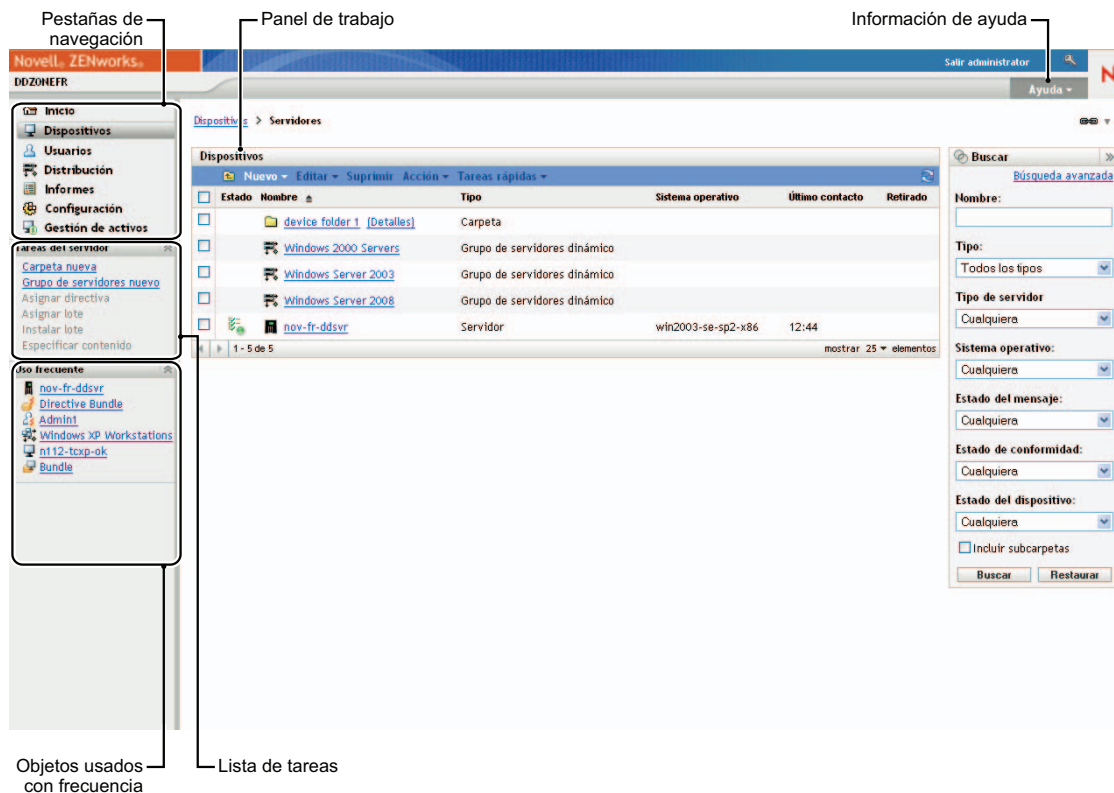 Pestañas de
navegación
Panel de trabajo
Información de ayuda
Novell® ZENworks®
Salir administrator
DDZONEFR
Ayuda
Inicio
Dispositivos
Usuarios
Distribución
Informes
Configuración
Gestión de activos
Dispositivos > Servidores
Tareas del servidor
Carpeta nueva
Grupo de servidores nuevo
Asignar directiva
Asignar lote
Instalar lote
Especificar contenido
Uso frecuente
nov-fr-ddsvr
Directive Bundle
Admin1
Windows XP Workstations
n112-tcxp-ok
Bundle
Dispositivos
Nuevo Editar Suprimir Acción Tareas rápidas
Estado Nombre Tipo Sistema operativo Último contacto Retirado
device folder 1 (Detalles) Carpeta
Windows 2000 Servers Grupo de servidores dinámico
Windows Server 2003 Grupo de servidores dinámico
Windows Server 2008 Grupo de servidores dinámico
nov-fr-ddsvr Servidor win2003-se-sp2-x86 12:44
1 - 5 de 5 mostrar 25 elementos
Buscar
Búsqueda avanzada
Nombre:
Tipo:
Todos los tipos
Tipo de servidor
Cualquiera
Sistema operativo:
Cualquiera
Estado del mensaje:
Cualquiera
Estado de conformidad:
Cualquiera
Estado del dispositivo:
Cualquiera
Incluir subcarpetas
Buscar Restaurar
Objetos usados
con frecuencia
Lista de tareas